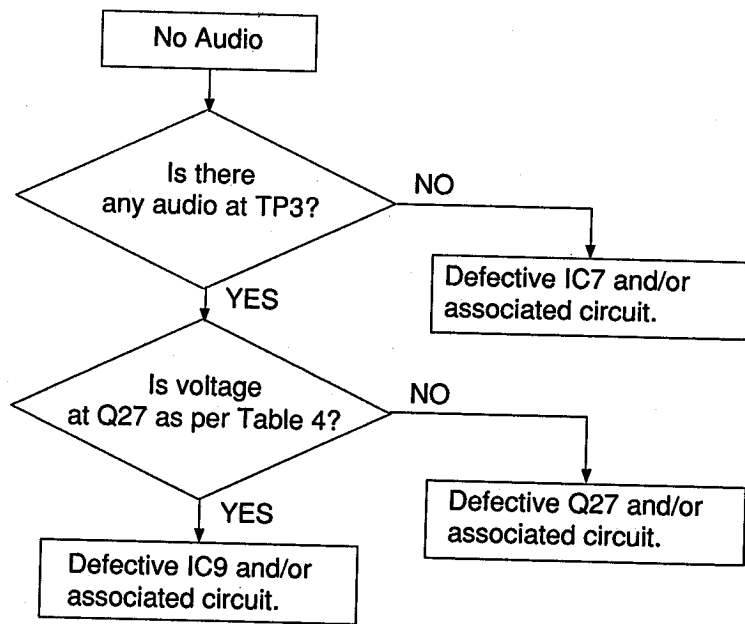 No Audio
Is there
any audio at TP3?
NO
Defective IC7 and/or
associated circuit.
YES
Is voltage
at Q27 as per Table 4?
NO
Defective Q27 and/or
associated circuit.
YES
Defective IC9 and/or
associated circuit.